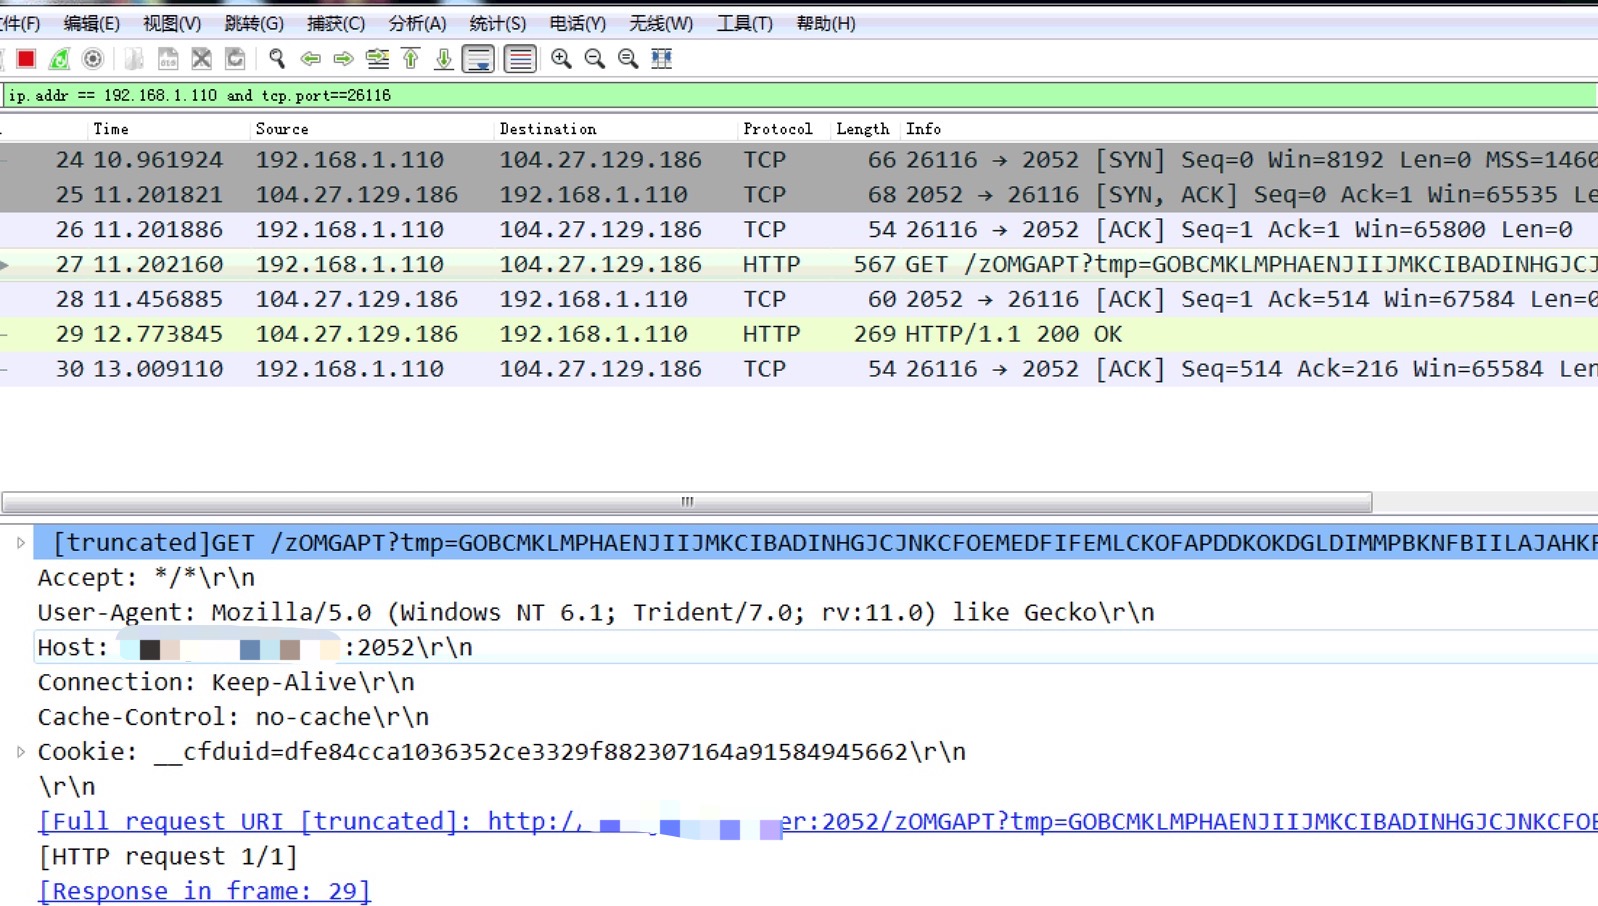 件(F) 编辑(E) 视图(V) 跳转(G) 捕获(C) 分析(A) 统计(S) 电话(Y) 无线(W) 工具(T) 帮助(H)
ip.addr == 192.168.1.110 and tcp.port==26116
Time Source Destination Protocol Length Info
24 10.961924 192.168.1.110 104.27.129.186 TCP 66 26116 → 2052 [SYN] Seq=0 Win=8192 Len=0 MSS=1460
25 11.201821 104.27.129.186 192.168.1.110 TCP 68 2052 → 26116 [SYN, ACK] Seq=0 Ack=1 Win=65535 Le
26 11.201886 192.168.1.110 104.27.129.186 TCP 54 26116 → 2052 [ACK] Seq=1 Ack=1 Win=65800 Len=0
27 11.202160 192.168.1.110 104.27.129.186 HTTP 567 GET /zOMGAPT?tmp=GOBCMKLMPHAENJIIJMKCIBADINHGJCJ
28 11.456885 104.27.129.186 192.168.1.110 TCP 60 2052 → 26116 [ACK] Seq=1 Ack=514 Win=67584 Len=0
29 12.773845 104.27.129.186 192.168.1.110 HTTP 269 HTTP/1.1 200 OK
30 13.009110 192.168.1.110 104.27.129.186 TCP 54 26116 → 2052 [ACK] Seq=514 Ack=216 Win=65584 Len
[truncated]GET /zOMGAPT?tmp=GOBCMKLMPHAENJIIJMKCIBADINHGJCJNKCFOEMEDFIFEMLCKOFAPDDKOKDGLDIMMPBKNFBIILAJAHKF
Accept: */*\r\n
User-Agent: Mozilla/5.0 (Windows NT 6.1; Trident/7.0; rv:11.0) like Gecko\r\n
Host: :2052\r\n
Connection: Keep-Alive\r\n
Cache-Control: no-cache\r\n
Cookie: __cfduid=dfe84cca1036352ce3329f882307164a91584945662\r\n
\r\n
[Full request URI [truncated]: http:/ er:2052/zOMGAPT?tmp=GOBCMKLMPHAENJIIJMKCIBADINHGJCJNKCFOE
[HTTP request 1/1]
[Response in frame: 29]